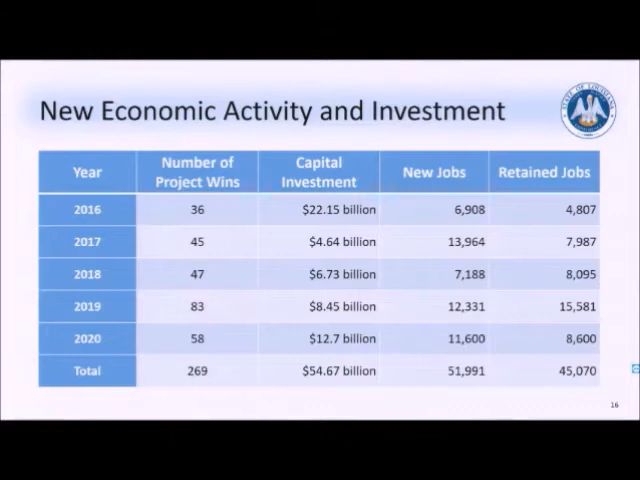 New Economic Activity and Investment
STATE OF LOUISIANA
Year Number of Project Wins Capital Investment New Jobs Retained Jobs
2016 36 $22.15 billion 6,908 4,807
2017 45 $4.64 billion 13,964 7,987
2018 47 $6.73 billion 7,188 8,095
2019 83 $8.45 billion 12,331 15,581
2020 58 $12.7 billion 11,600 8,600
Total 269 $54.67 billion 51,991 45,070
16